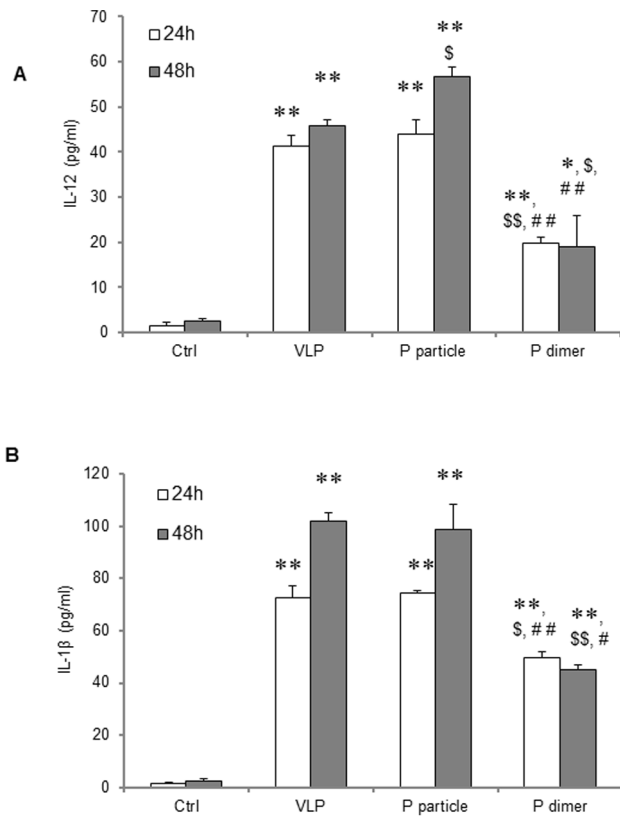 A
70
24h
48h
60
50
40
30
20
10
0
IL-12 (pg/ml)
**
**
**
**
$
**,
$$, ##
*, $,
##
Ctrl
VLP
P particle
P dimer
B
120
24h
48h
100
80
60
40
20
0
IL-1β (pg/ml)
**
**
**
**
**,
$, ##
**,
$$, #
Ctrl
VLP
P particle
P dimer